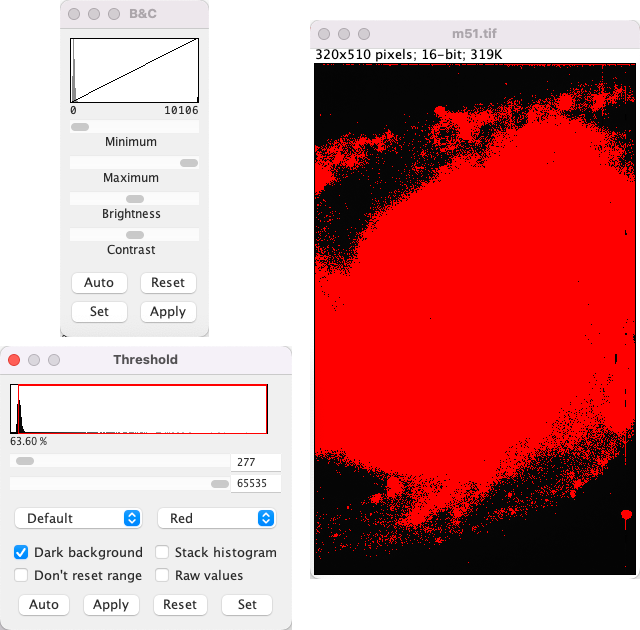 B&C
0 10106
Minimum
Maximum
Brightness
Contrast
Auto Reset
Set Apply
m51.tif
320x510 pixels; 16-bit; 319K
Threshold
63.60 %
277
65535
Default Red
Dark background Stack histogram
Don't reset range Raw values
Auto Apply Reset Set